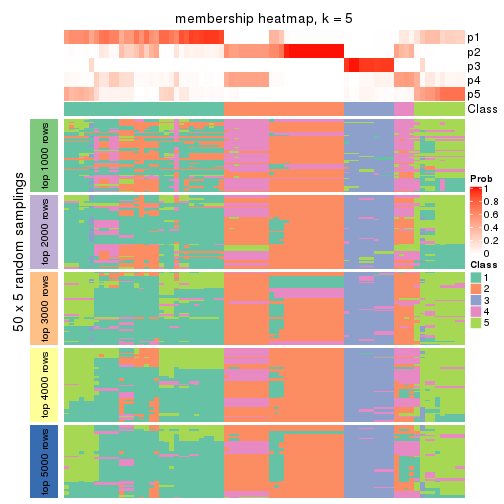 membership heatmap, k = 5
p1
p2
p3
p4
p5
Class
50 x 5 random samplings
top 1000 rows
top 2000 rows
top 3000 rows
top 4000 rows
top 5000 rows
Prob
1
0.8
0.6
0.4
0.2
0
Class
1
2
3
4
5